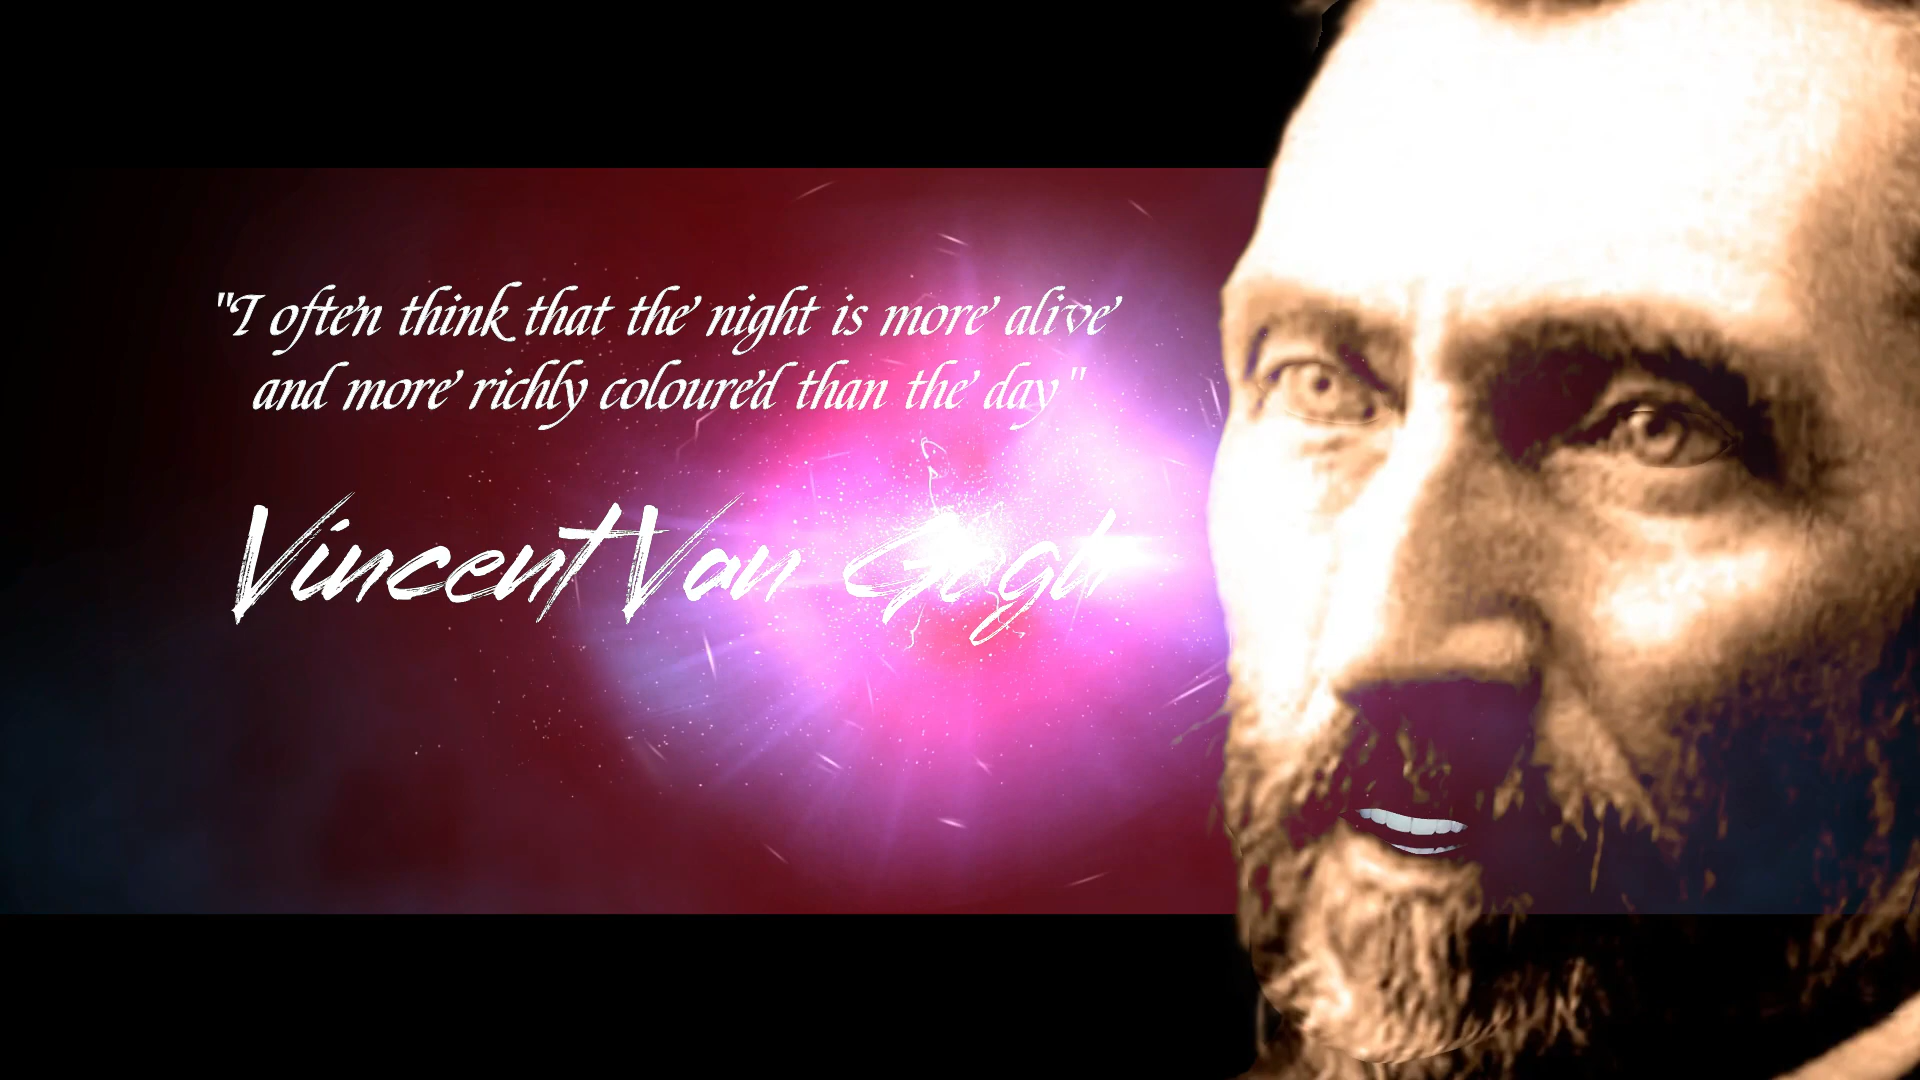 "I often think that the night is more alive
and more richly coloured than the day"
Vincent Van Gogh